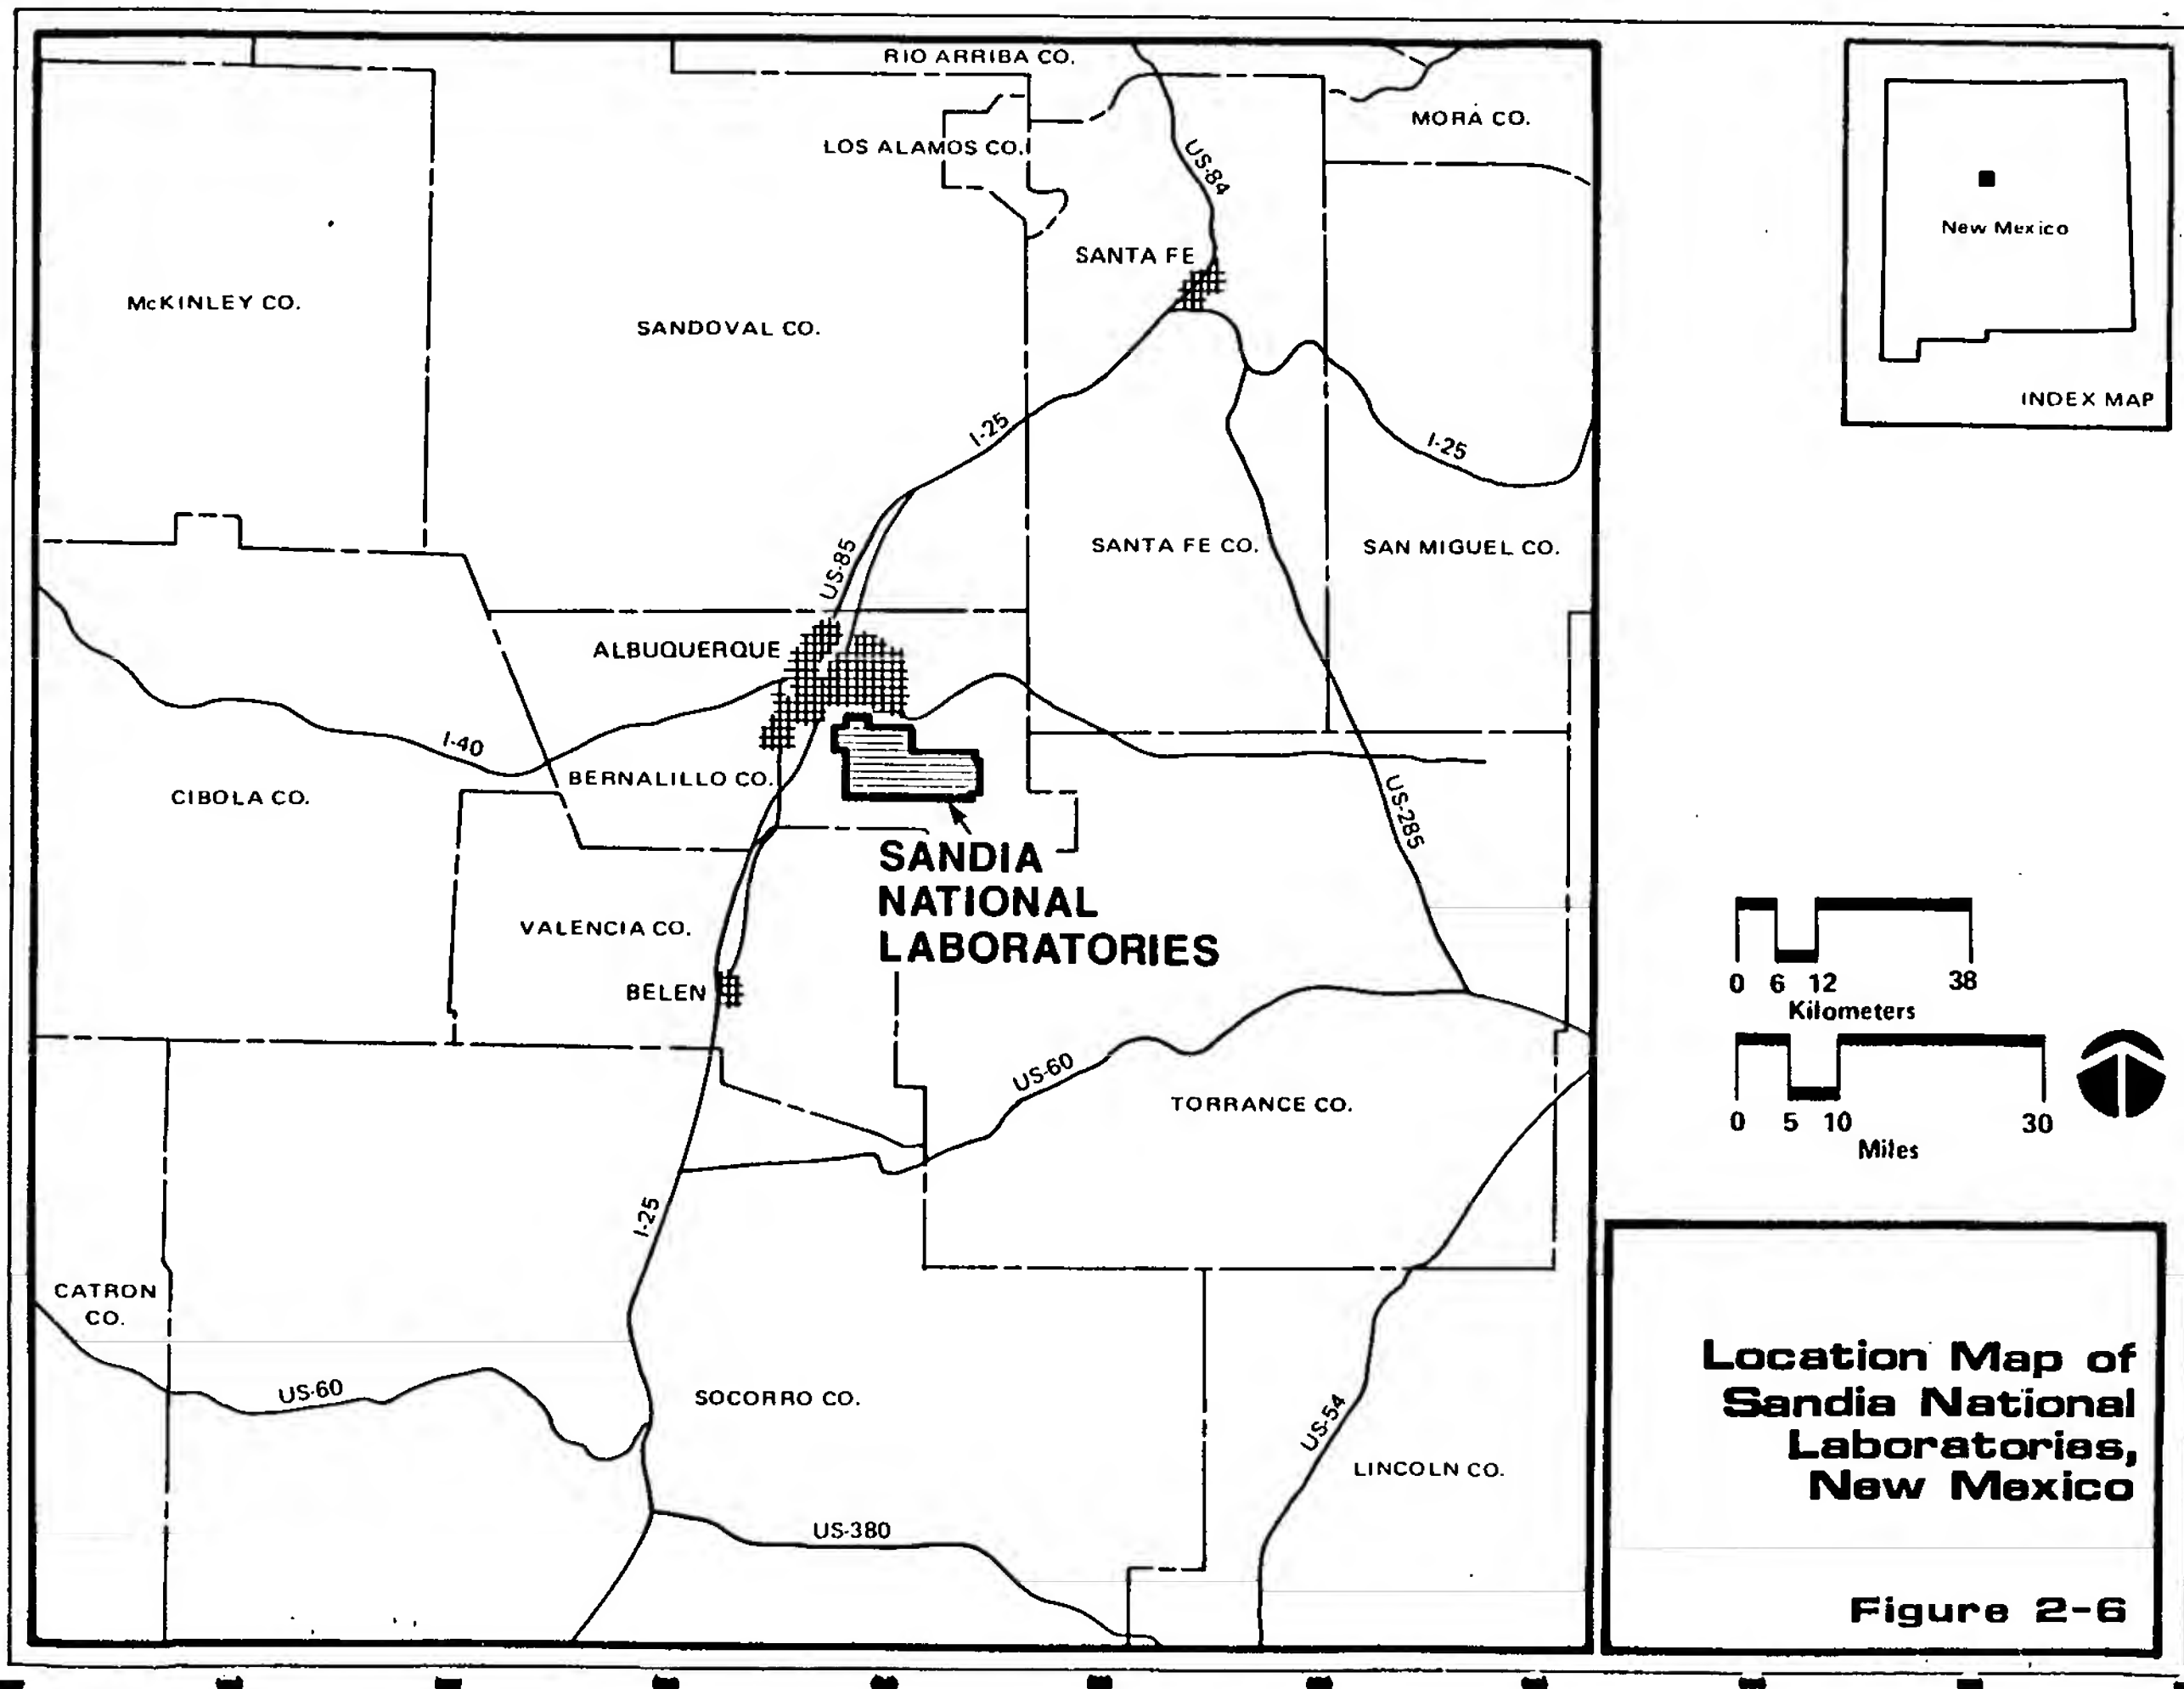 RIO ARRIBA CO.
MORA CO.
LOS ALAMOS CO.
US-84
SANTA FE
McKINLEY CO.
SANDOVAL CO.
I-25
I-25
US-85
SANTA FE CO.
SAN MIGUEL CO.
ALBUQUERQUE
I-40
BERNALILLO CO.
CIBOLA CO.
US-285
SANDIA
NATIONAL
LABORATORIES
VALENCIA CO.
BELEN
US-60
TORRANCE CO.
I-25
CATRON
CO.
US-60
SOCORRO CO.
US-54
LINCOLN CO.
US-380
New Mexico
INDEX MAP
0 6 12 38
Kilometers
0 5 10 30
Miles
Location Map of
Sandia National
Laboratories,
New Mexico
Figure 2-6